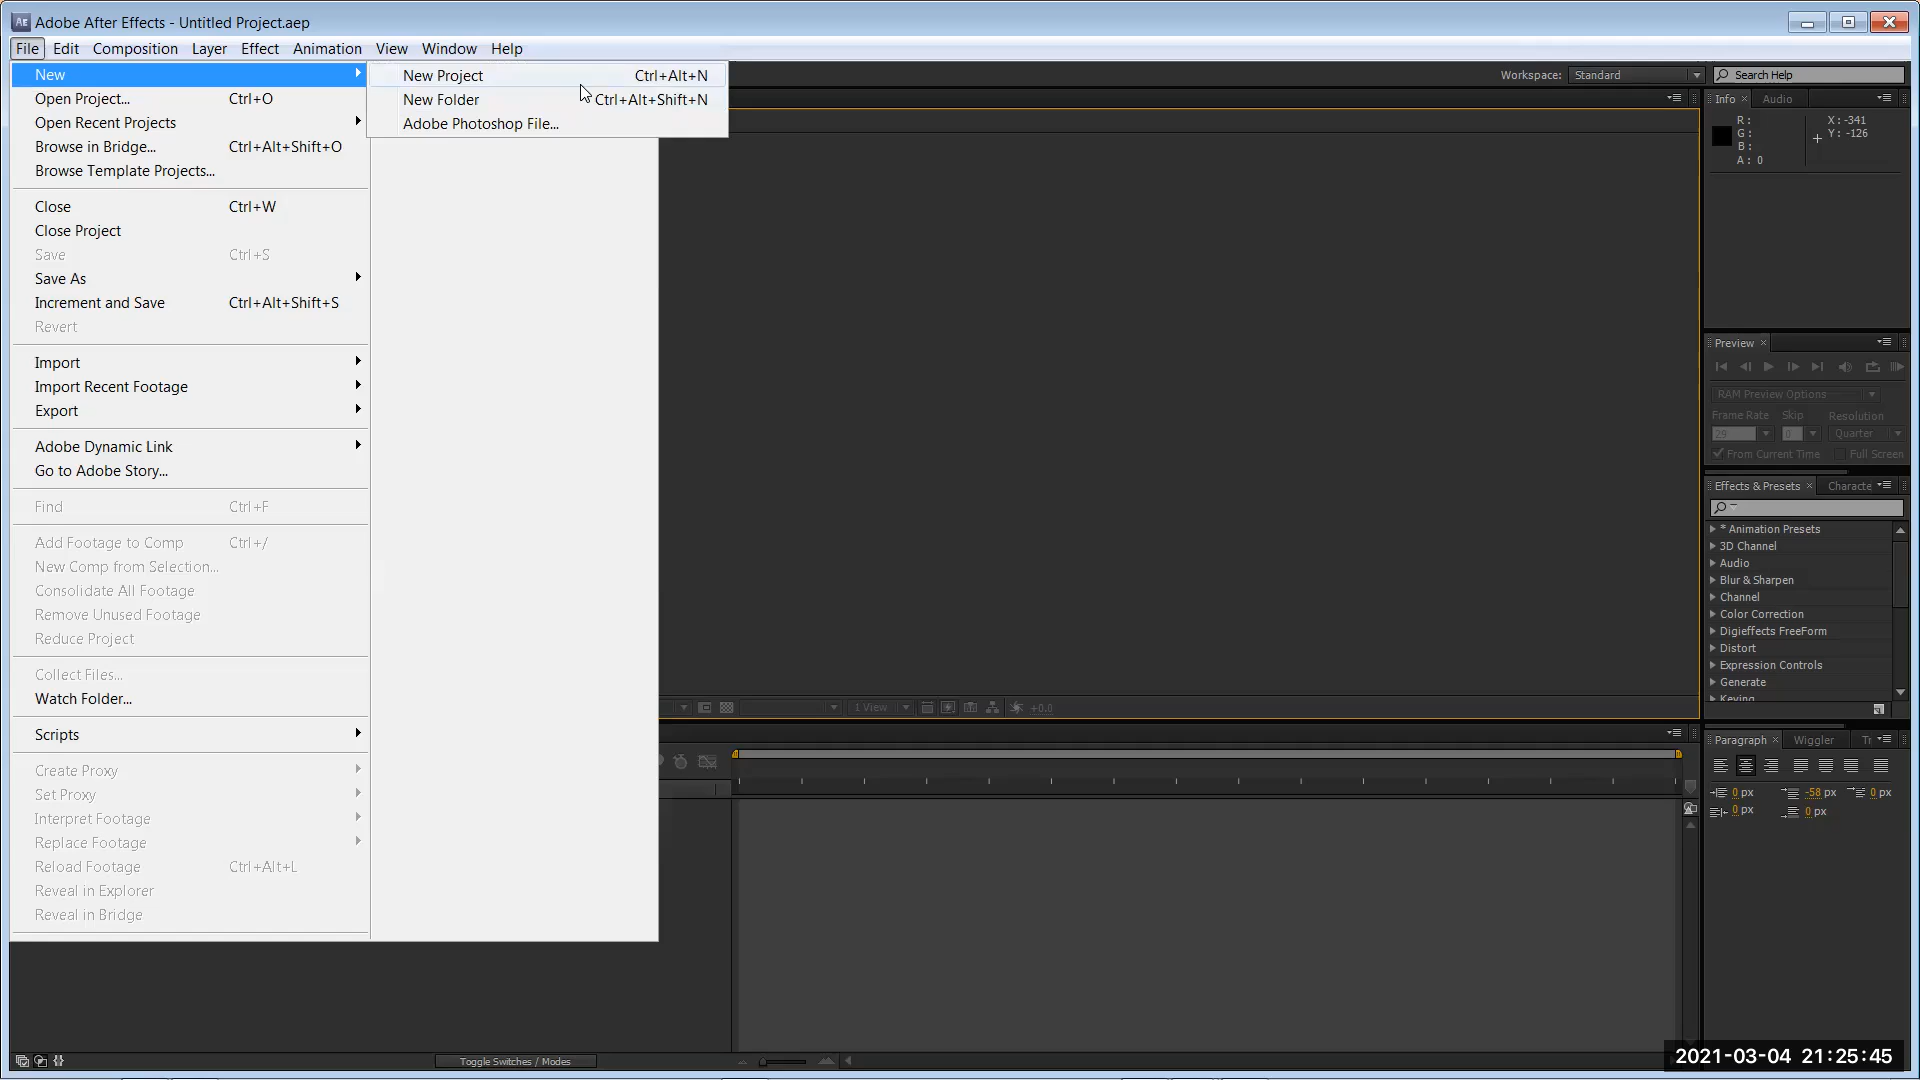 Adobe After Effects - Untitled Project.aep
File Edit Composition Layer Effect Animation View Window Help
New
New Project Ctrl+Alt+N
New Folder Ctrl+Alt+Shift+N
Adobe Photoshop File...
Open Project... Ctrl+O
Open Recent Projects
Browse in Bridge... Ctrl+Alt+Shift+O
Browse Template Projects...
Close Ctrl+W
Close Project
Save Ctrl+S
Save As
Increment and Save Ctrl+Alt+Shift+S
Revert
Import
Import Recent Footage
Export
Adobe Dynamic Link
Go to Adobe Story...
Find Ctrl+F
Add Footage to Comp Ctrl+/
New Comp from Selection...
Consolidate All Footage
Remove Unused Footage
Reduce Project
Collect Files...
Watch Folder...
Scripts
Create Proxy
Set Proxy
Interpret Footage
Replace Footage
Reload Footage Ctrl+Alt+L
Reveal in Explorer
Reveal in Bridge
Workspace: Standard Search Help
Info Audio
R: X: -341
G: Y: -126
B:
A: 0
Preview
RAM Preview Options
Frame Rate Skip Resolution
29 0 Quarter
From Current Time Full Screen
Effects & Presets Characte
* Animation Presets
3D Channel
Audio
Blur & Sharpen
Channel
Color Correction
Digieffects FreeForm
Distort
Expression Controls
Generate
Keying
1 View +0.0
Paragraph Wiggler Tr
0 px -58 px 0 px
0 px 0 px
Toggle Switches / Modes
2021-03-04 21:25:45